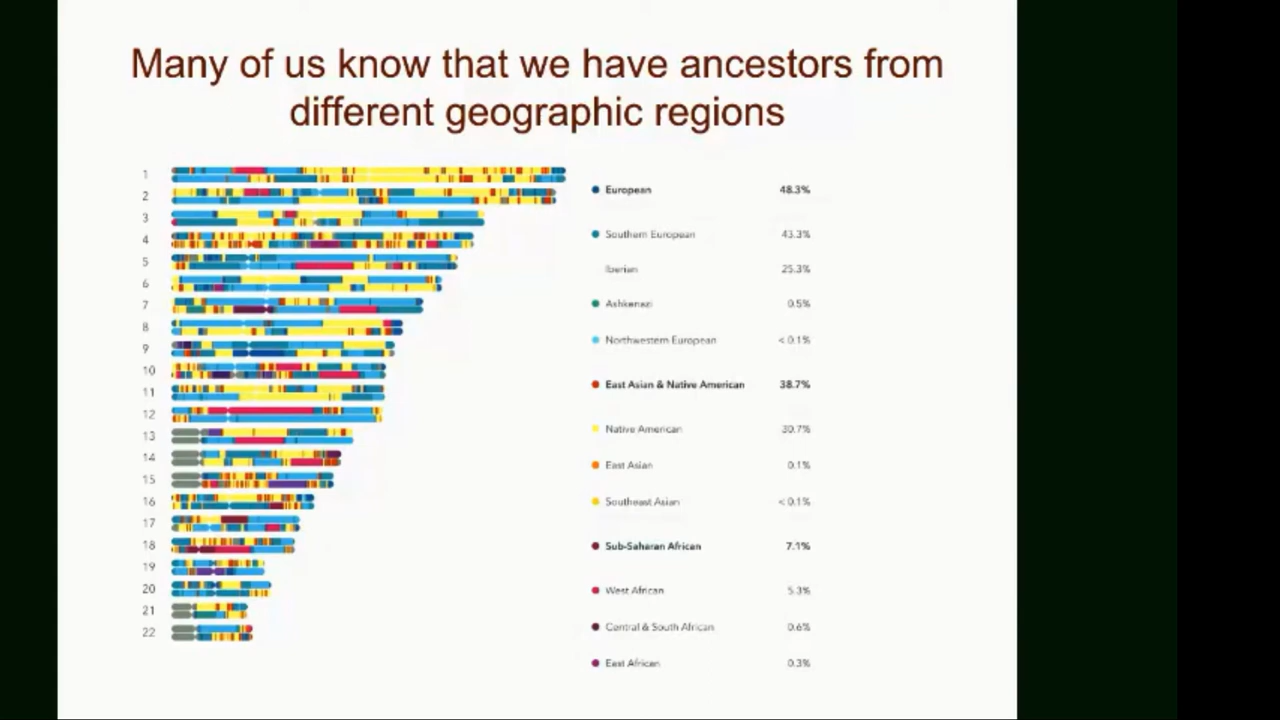 Many of us know that we have ancestors from
different geographic regions
1
2
3
4
5
6
7
8
9
10
11
12
13
14
15
16
17
18
19
20
21
22
European 48.3%
Southern European 43.3%
Iberian 25.3%
Ashkenazi 0.5%
Northwestern European < 0.1%
East Asian & Native American 38.7%
Native American 30.7%
East Asian 0.1%
Southeast Asian < 0.1%
Sub-Saharan African 7.1%
West African 5.3%
Central & South African 0.6%
East African 0.3%